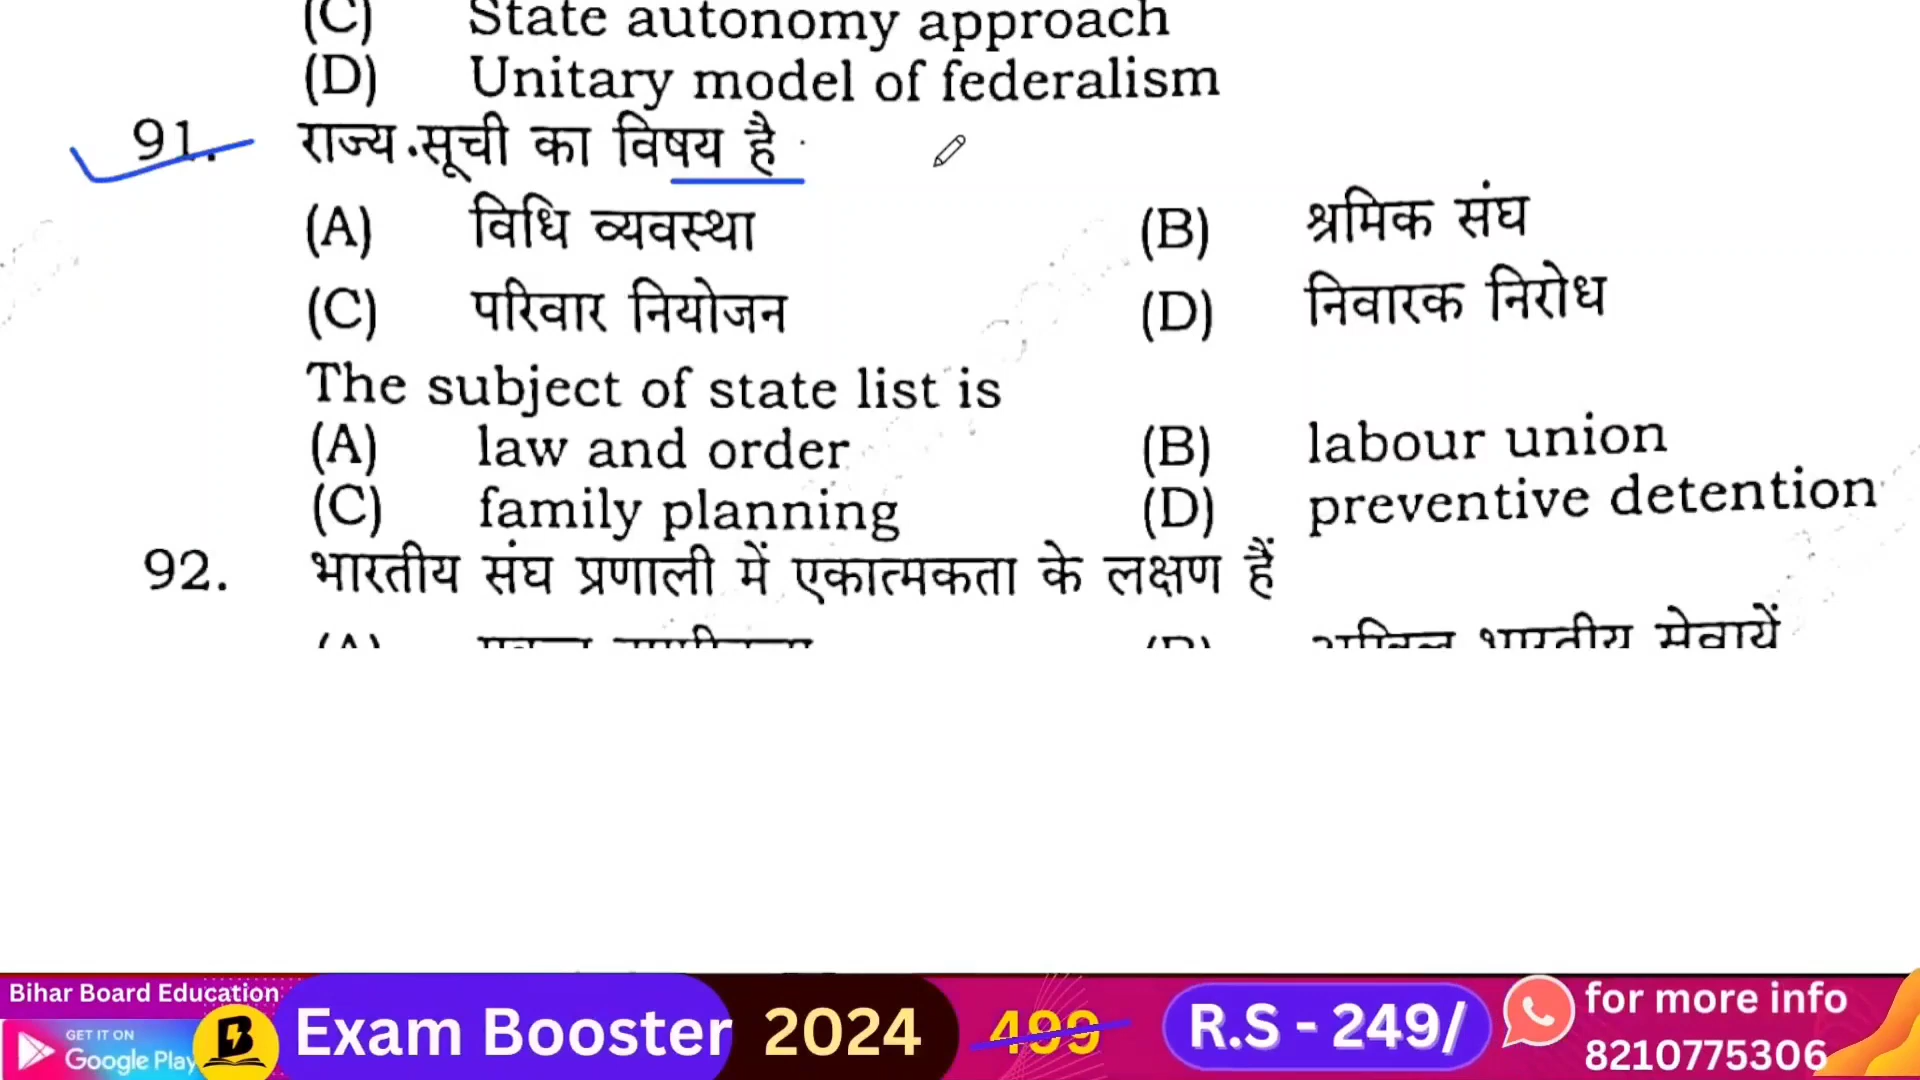 (C) State autonomy approach
(D) Unitary model of federalism
91. राज्य सूची का विषय है
(A) विधि व्यवस्था (B) श्रमिक संघ
(C) परिवार नियोजन (D) निवारक निरोध
The subject of state list is
(A) law and order (B) labour union
(C) family planning (D) preventive detention
92. भारतीय संघ प्रणाली में एकात्मकता के लक्षण हैं
भारतीय सेवायें
Bihar Board Education
GET IT ON
Google Play
Exam Booster 2024 499 R.S - 249/
for more info
8210775306